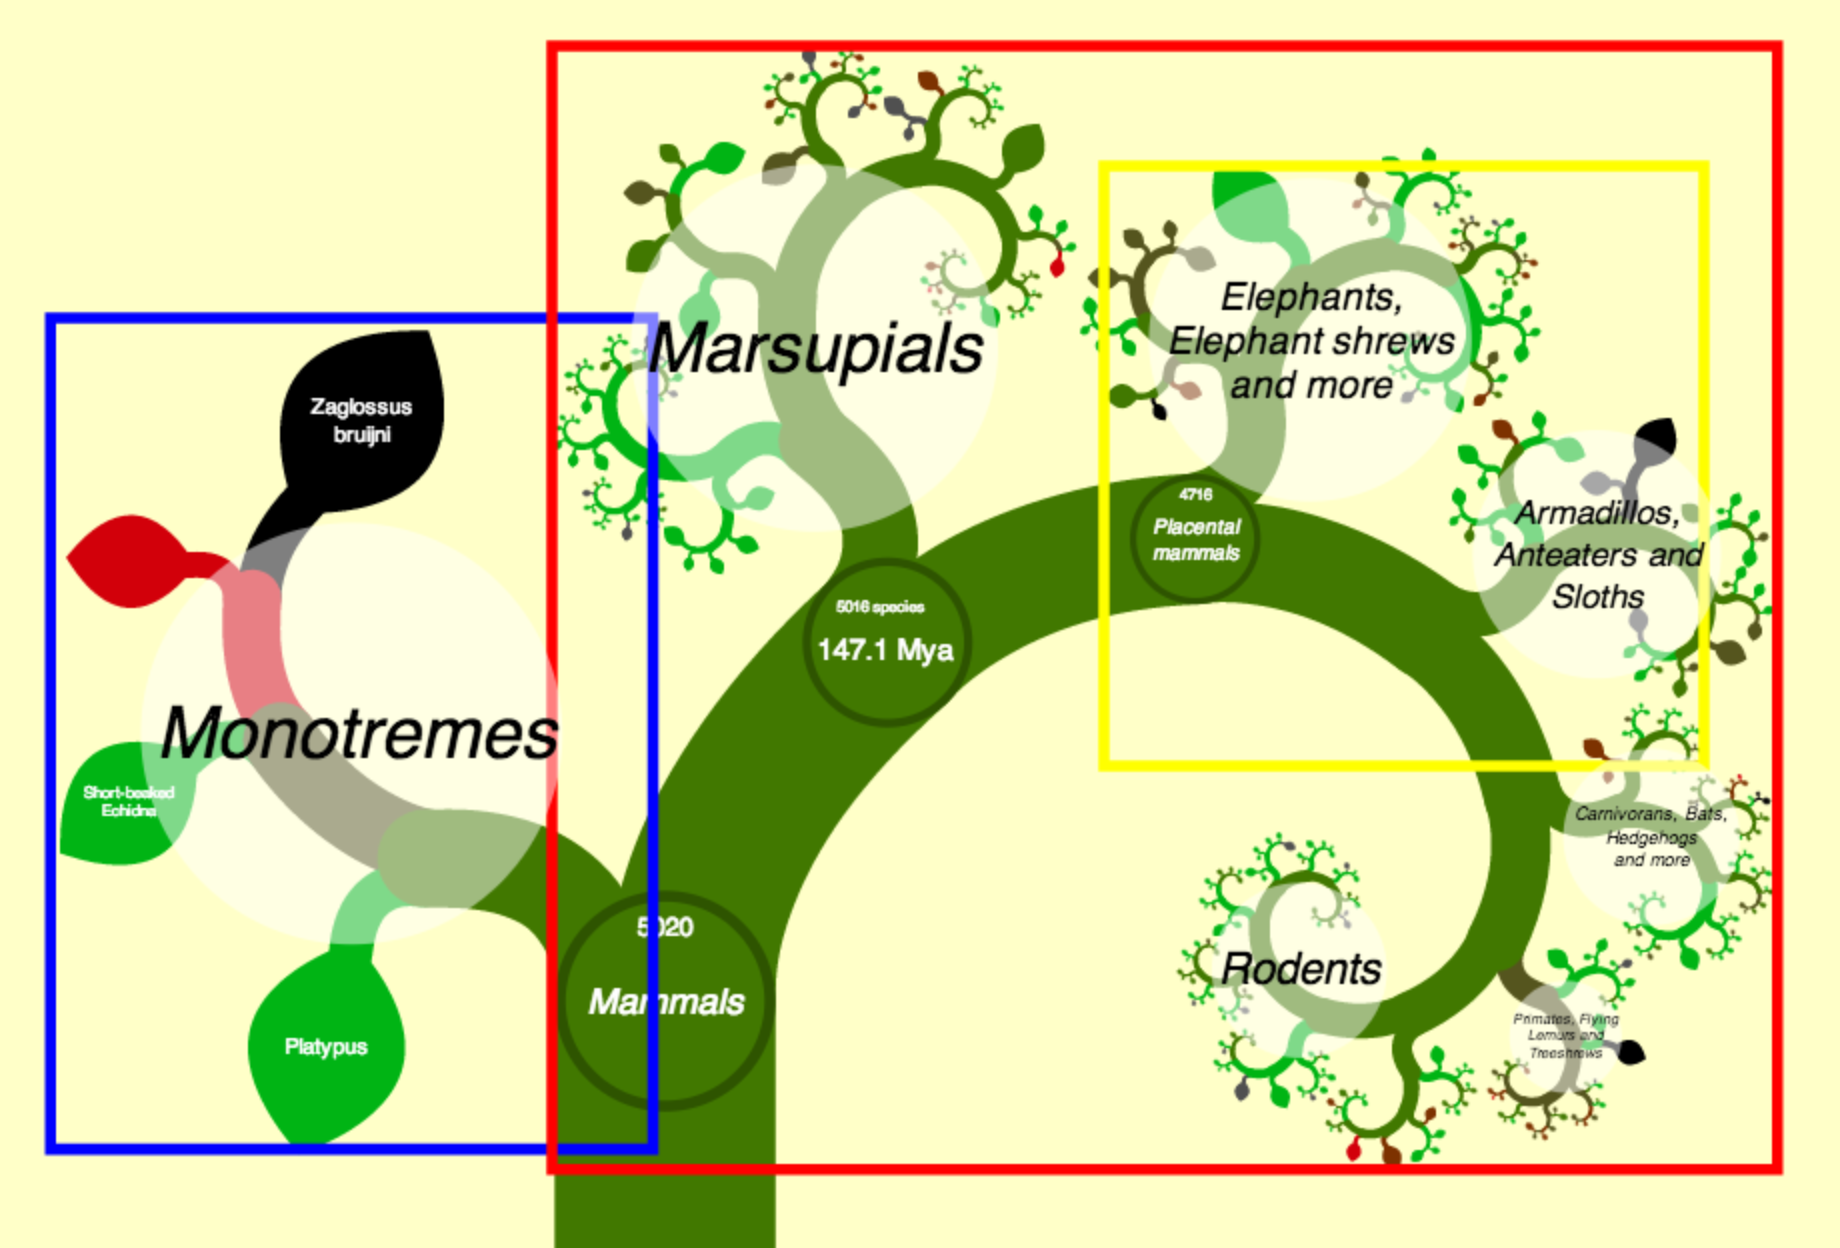 Zaglossus
bruijni
Monotremes
Short-beaked
Echidna
Platypus
5020
Mammals
Marsupials
5016 species
147.1 Mya
4716
Placental
mammals
Elephants,
Elephant shrews
and more
Armadillos,
Anteaters and
Sloths
Carnivorans, Bats,
Hedgehogs
and more
Rodents
Primates, Flying
Lemurs and
Treeshrews